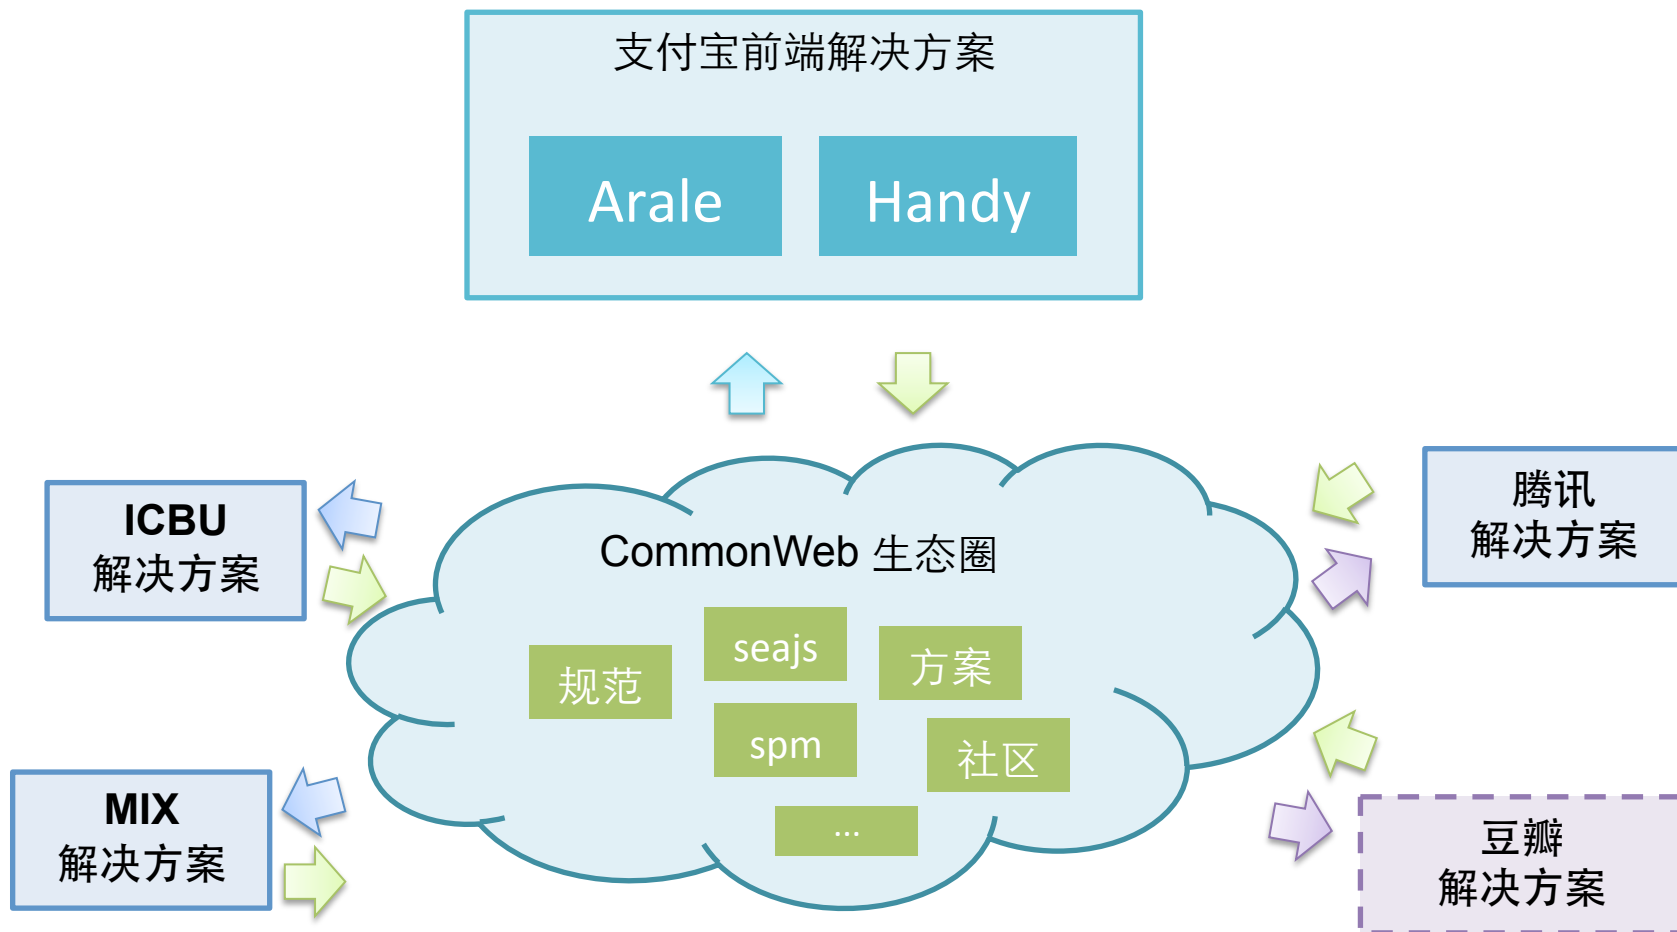 支付宝前端解决方案
Arale
Handy
ICBU
解决方案
CommonWeb 生态圈
腾讯
解决方案
规范
seajs
方案
spm
社区
...
MIX
解决方案
豆瓣
解决方案